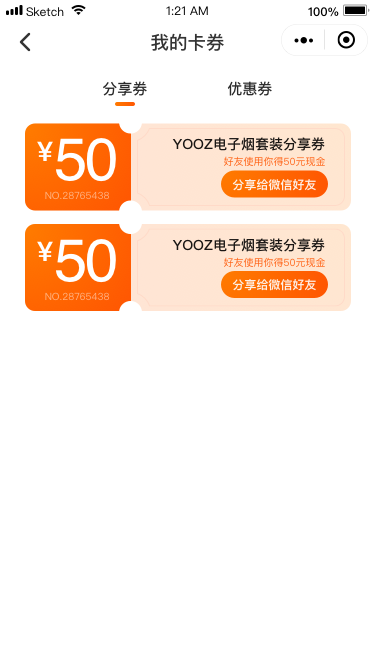 Sketch
1:21 AM
100%
我的卡券
分享券
优惠券
¥50
NO.28765438
YOOZ电子烟套装分享券
好友使用你得50元现金
分享给微信好友
¥50
NO.28765438
YOOZ电子烟套装分享券
好友使用你得50元现金
分享给微信好友